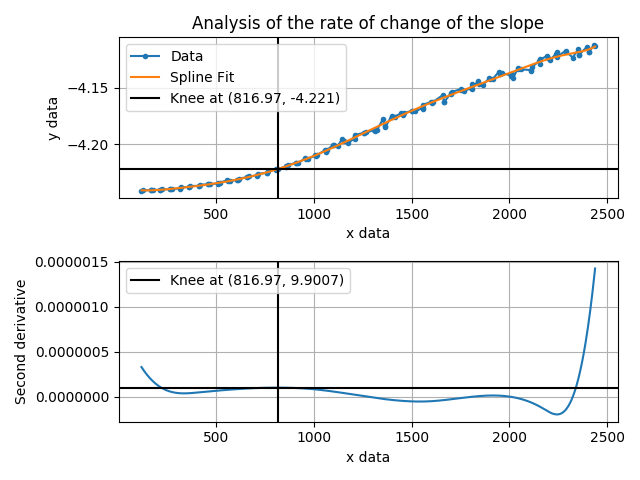 Analysis of the rate of change of the slope
Data
Spline Fit
Knee at (816.97, -4.221)
−4.15
−4.20
y data
500 1000 1500 2000 2500
x data
0.0000015
Knee at (816.97, 9.9007)
0.0000010
0.0000005
0.0000000
Second derivative
500 1000 1500 2000 2500
x data